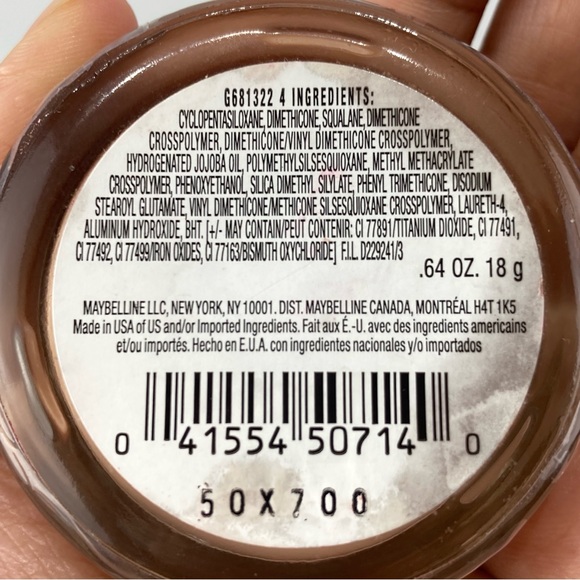 G681322 4 INGREDIENTS:
CYCLOPENTASILOXANE, DIMETHICONE, SQUALANE, DIMETHICONE
CROSSPOLYMER, DIMETHICONE/VINYL DIMETHICONE CROSSPOLYMER,
HYDROGENATED JOJOBA OIL, POLYMETHYLSILSESQUIOXANE, METHYL METHACRYLATE
CROSSPOLYMER, PHENOXYETHANOL, SILICA DIMETHYL SILYLATE, PHENYL TRIMETHICONE, DISODIUM
STEAROYL GLUTAMATE, VINYL DIMETHICONE/METHICONE SILSESQUIOXANE CROSSPOLYMER, LAURETH-4,
ALUMINUM HYDROXIDE, BHT. [+/- MAY CONTAIN/PEUT CONTENIR: CI 77891/TITANIUM DIOXIDE, CI 77491,
CI 77492, CI 77499/IRON OXIDES, CI 77163/BISMUTH OXYCHLORIDE] F.I.L. D229241/3
.64 OZ. 18 g
MAYBELLINE LLC, NEW YORK, NY 10001. DIST. MAYBELLINE CANADA, MONTRÉAL H4T 1K5
Made in USA of US and/or Imported Ingredients. Fait aux É.-U. avec des ingredients americains
et/ou importés. Hecho en E.U.A. con ingredientes nacionales y/o importados
0 41554 50714 0
50X700